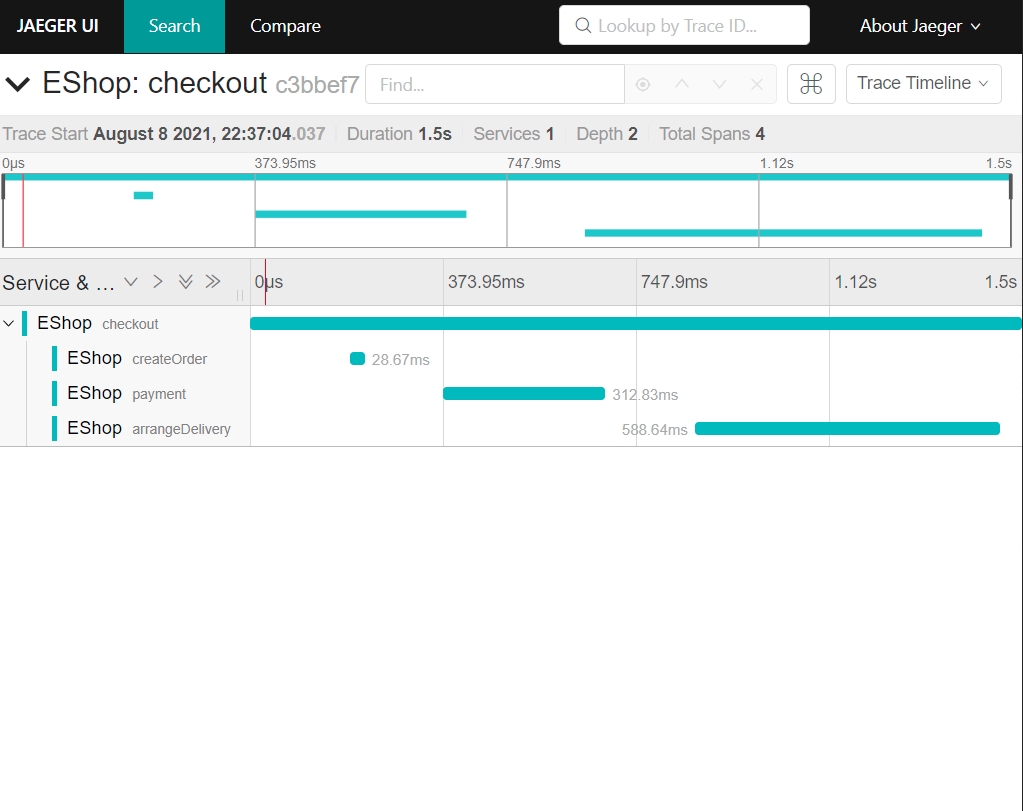 JAEGER UI Search Compare Lookup by Trace ID... About Jaeger
EShop: checkout c3bbef7 Find... Trace Timeline
Trace Start August 8 2021, 22:37:04.037 Duration 1.5s Services 1 Depth 2 Total Spans 4
0μs 373.95ms 747.9ms 1.12s 1.5s
Service & ... 0μs 373.95ms 747.9ms 1.12s 1.5s
EShop checkout
EShop createOrder 28.67ms
EShop payment 312.83ms
EShop arrangeDelivery 588.64ms